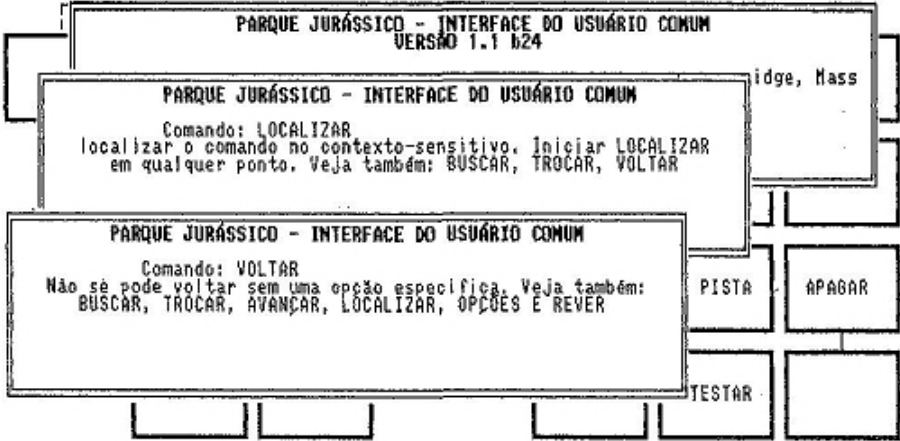 PARQUE JURÁSSICO - INTERFACE DO USUÁRIO COMUM
VERSÃO 1.1 b24
idge, Mass
PARQUE JURÁSSICO - INTERFACE DO USUÁRIO COMUM
Comando: LOCALIZAR
localizar o comando no contexto-sensitivo. Iniciar LOCALIZAR
em qualquer ponto. Veja também: BUSCAR, TROCAR, VOLTAR
PARQUE JURÁSSICO - INTERFACE DO USUÁRIO COMUM
Comando: VOLTAR
Não se pode voltar sem uma opção específica. Veja também:
BUSCAR, TROCAR, AVANÇAR, LOCALIZAR, OPÇÕES E REVER
PISTA
APAGAR
TESTAR